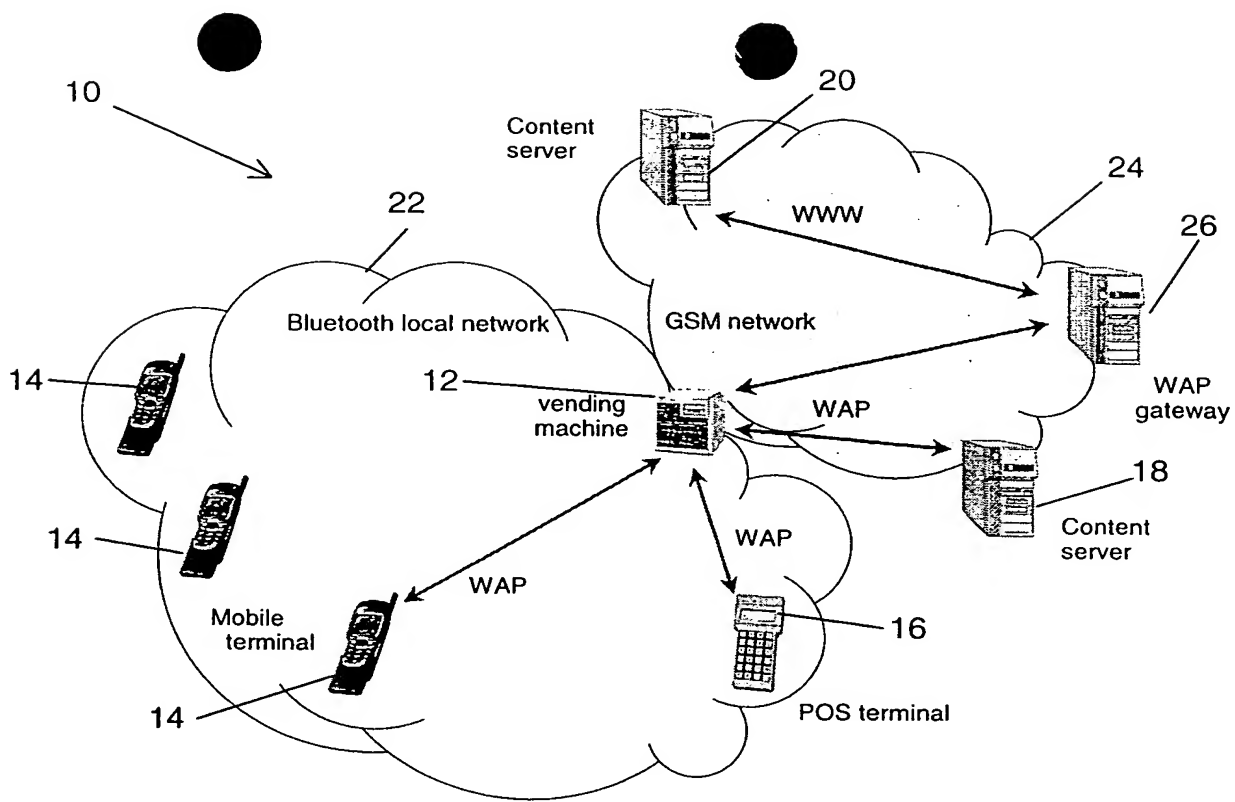 10
20
Content
server
24
22
WWW
26
Bluetooth local network
GSM network
14
12
vending
machine
WAP
WAP
gateway
18
14
WAP
Content
server
WAP
Mobile
terminal
16
14
POS terminal